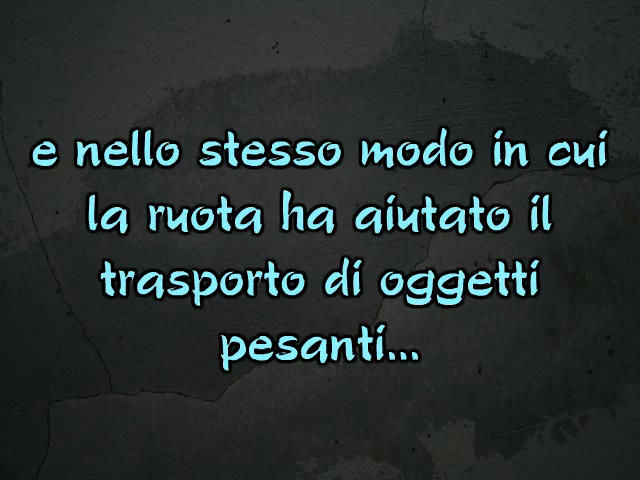 e nello stesso modo in cui
la ruota ha aiutato il
trasporto di oggetti
pesanti...